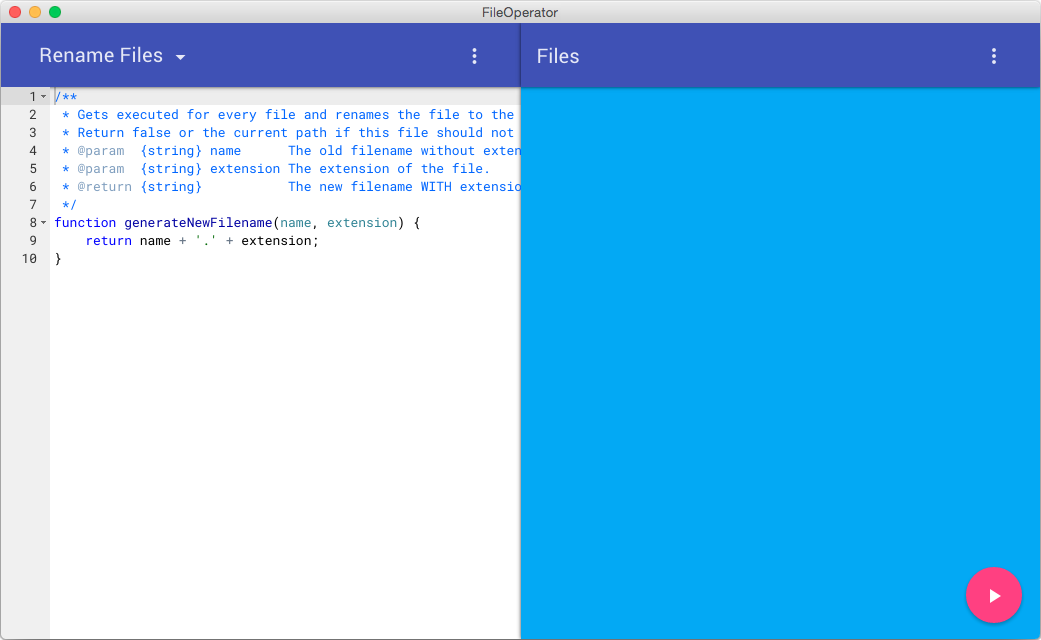 FileOperator
Rename Files
Files
1 /**
2  * Gets executed for every file and renames the file to the
3  * Return false or the current path if this file should not
4  * @param  {string} name      The old filename without exten
5  * @param  {string} extension The extension of the file.
6  * @return {string}           The new filename WITH extensio
7  */
8 function generateNewFilename(name, extension) {
9     return name + '.' + extension;
10 }